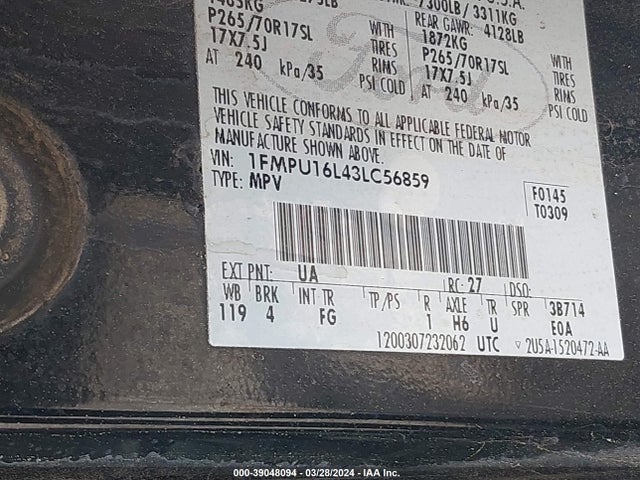 7300LB / 3311KG
P265/70R17SL WITH
17X7.5J TIRES
RIMS
AT 240 kPa/35 PSI COLD
REAR GAWR: 4128LB
1872KG WITH
P265/70R17SL TIRES
17X7.5J RIMS
AT 240 kPa/35 PSI COLD
Ford
THIS VEHICLE CONFORMS TO ALL APPLICABLE FEDERAL MOTOR
VEHICLE SAFETY STANDARDS IN EFFECT ON THE DATE OF
MANUFACTURE SHOWN ABOVE.
VIN: 1FMPU16L43LC56859
TYPE: MPV
F0145
T0309
EXT PNT: UA RC: 27 DSO:
WB BRK INT TR TP/PS R AXLE TR SPR 3B714
119 4 FG 1 H6 U E0A
1200307232062 UTC ▽ 2U5A-1520472-AA
000-39048094 — 03/28/2024 — IAA Inc.